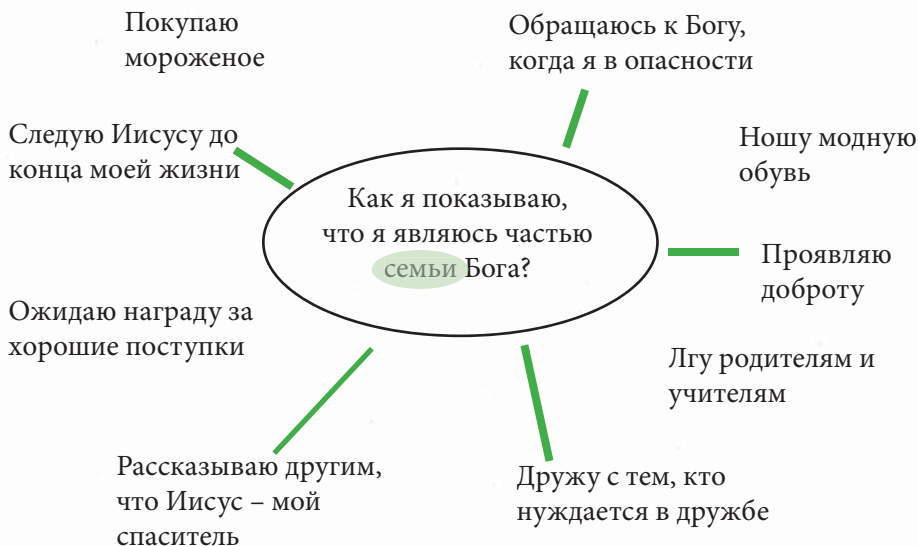 Покупаю
мороженое
Обращаюсь к Богу,
когда я в опасности
Следую Иисусу до
конца моей жизни
Ношу модную
обувь
Как я показываю,
что я являюсь частью
семьи Бога?
Проявляю
доброту
Ожидаю награду за
хорошие поступки
Лгу родителям и
учителям
Рассказываю другим,
что Иисус – мой
спаситель
Дружу с тем, кто
нуждается в дружбе